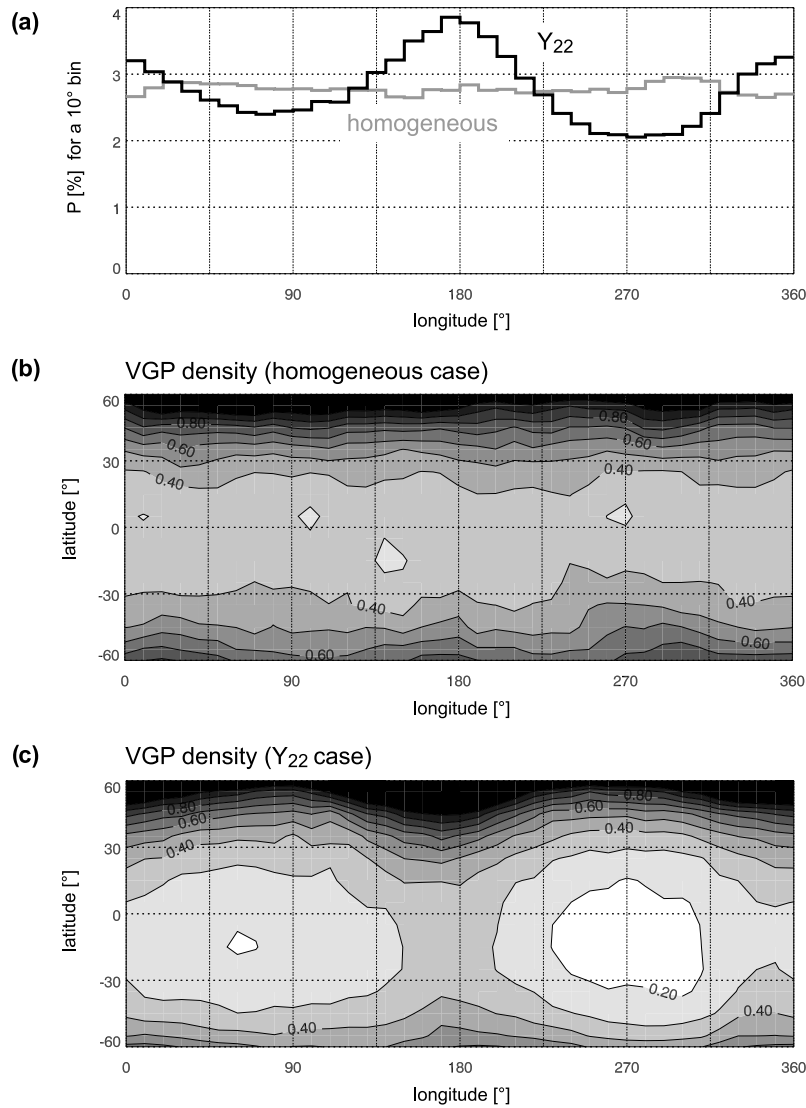 (a)
4
3
2
1
0
P [%] for a 10° bin
Y22
homogeneous
0 90 180 270 360
longitude [°]
(b) VGP density (homogeneous case)
60
30
0
-30
-60
latitude [°]
0.80 0.80
0.60 0.60
0.40 0.40
0.40 0.40
0.60 0.60
0 90 180 270 360
longitude [°]
(c) VGP density (Y22 case)
60
30
0
-30
-60
latitude [°]
0.80 0.80
0.60 0.60
0.40 0.40
0.20
0.40 0.40
0 90 180 270 360
longitude [°]